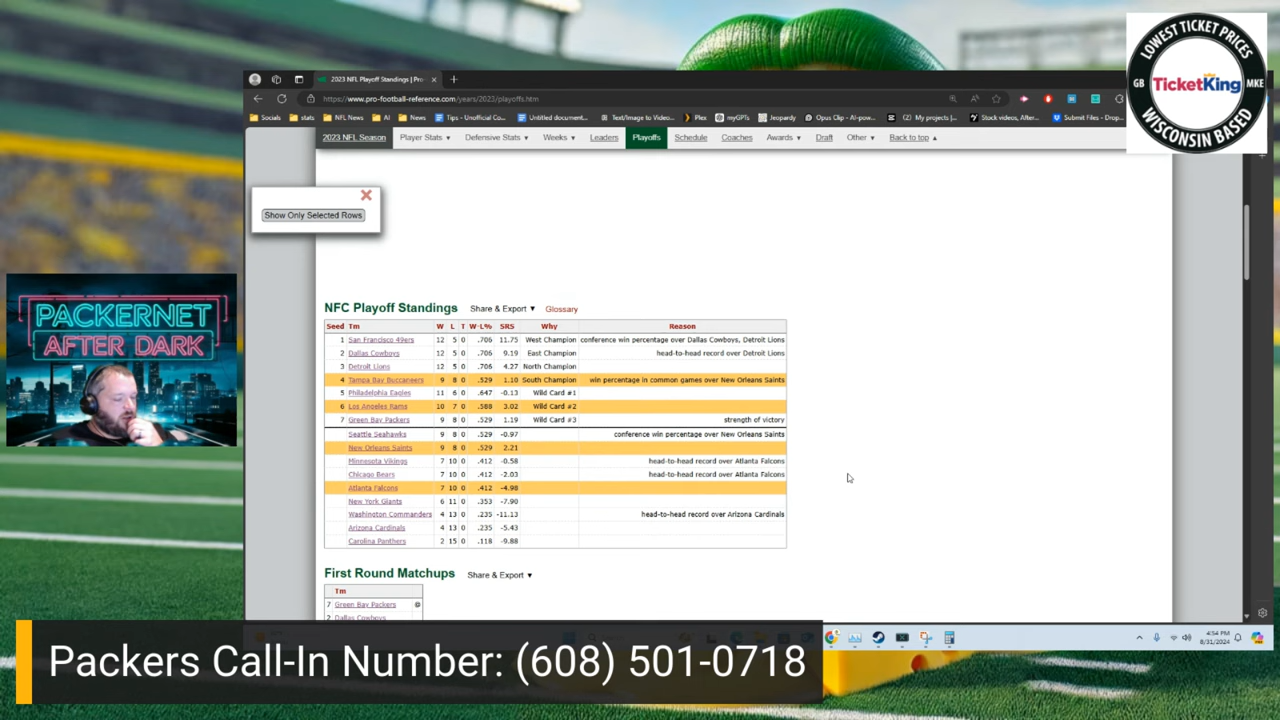 LOWEST TICKET PRICES
GB TicketKing MKE
WISCONSIN BASED
2023 NFL Playoff Standings | Pro-
https://www.pro-football-reference.com/years/2023/playoffs.htm
Socials stats NFL News AI News Tips - Unofficial Co... Untitled documen... Text/Image to Video... Plex myGPTs Jeopardy Opus Clip - AI-pow... My projects |... Stock videos, After... Submit Files - Drop...
2023 NFL Season Player Stats Defensive Stats Weeks Leaders Playoffs Schedule Coaches Awards Draft Other Back to top
Show Only Selected Rows
PACKERNET
AFTER DARK
NFC Playoff Standings Share & Export Glossary
Seed Tm W L T W-L% SRS Why Reason
1 San Francisco 49ers 12 5 0 .706 11.75 West Champion conference win percentage over Dallas Cowboys, Detroit Lions
2 Dallas Cowboys 12 5 0 .706 9.19 East Champion head-to-head record over Detroit Lions
3 Detroit Lions 12 5 0 .706 4.27 North Champion
4 Tampa Bay Buccaneers 9 8 0 .529 1.10 South Champion win percentage in common games over New Orleans Saints
5 Philadelphia Eagles 11 6 0 .647 -0.13 Wild Card #1
6 Los Angeles Rams 10 7 0 .588 3.02 Wild Card #2
7 Green Bay Packers 9 8 0 .529 1.19 Wild Card #3 strength of victory
Seattle Seahawks 9 8 0 .529 -0.97 conference win percentage over New Orleans Saints
New Orleans Saints 9 8 0 .529 2.21
Minnesota Vikings 7 10 0 .412 -0.58 head-to-head record over Atlanta Falcons
Chicago Bears 7 10 0 .412 -2.03 head-to-head record over Atlanta Falcons
Atlanta Falcons 7 10 0 .412 -4.98
New York Giants 6 11 0 .353 -7.90
Washington Commanders 4 13 0 .235 -11.13 head-to-head record over Arizona Cardinals
Arizona Cardinals 4 13 0 .235 -5.43
Carolina Panthers 2 15 0 .118 -9.88
First Round Matchups Share & Export
Tm
7 Green Bay Packers @
2 Dallas Cowboys
4:54 PM
8/31/2024
Packers Call-In Number: (608) 501-0718